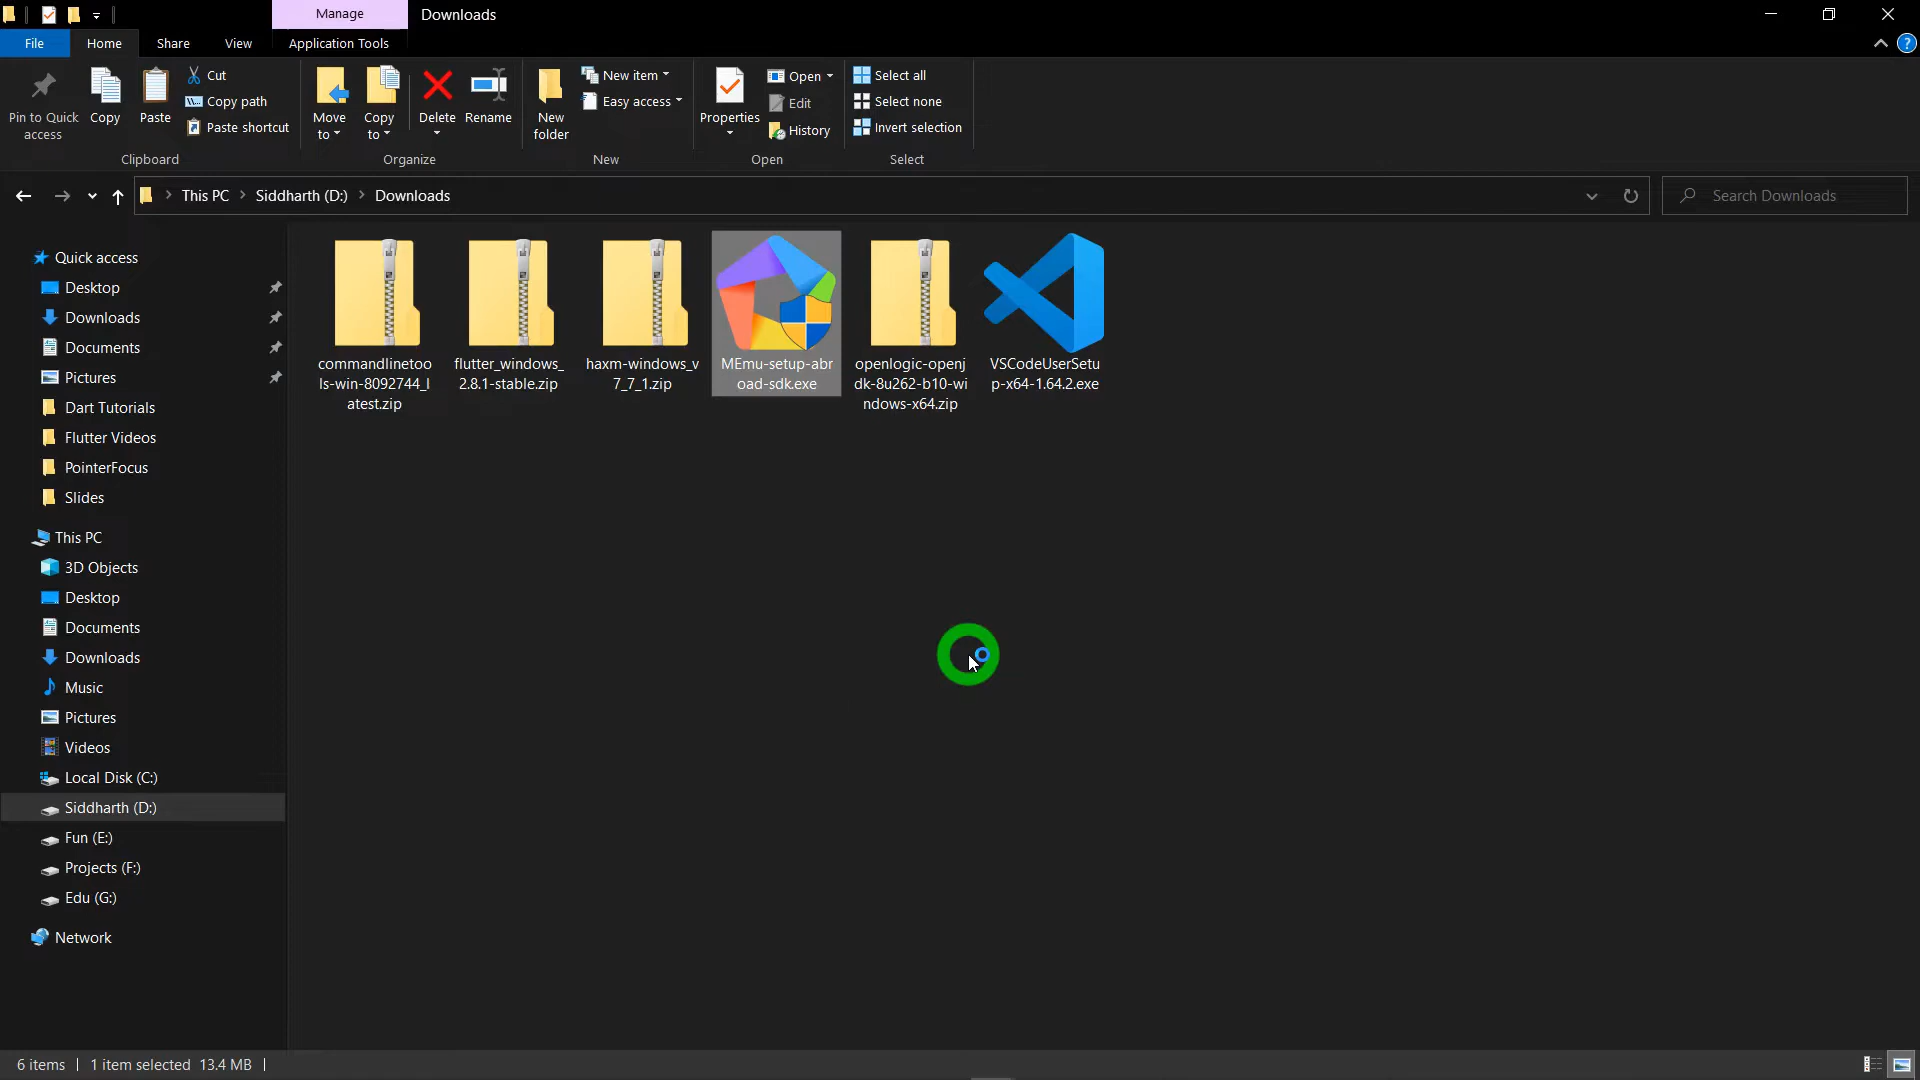 Manage
Downloads
File
Home
Share
View
Application Tools
Pin to Quick
access
Copy
Paste
Cut
Copy path
Paste shortcut
Clipboard
Move
to
Copy
to
Delete
Rename
Organize
New
folder
New item
Easy access
New
Properties
Open
Edit
History
Open
Select all
Select none
Invert selection
Select
This PC
Siddharth (D:)
Downloads
Search Downloads
Quick access
Desktop
Downloads
Documents
Pictures
Dart Tutorials
Flutter Videos
PointerFocus
Slides
This PC
3D Objects
Desktop
Documents
Downloads
Music
Pictures
Videos
Local Disk (C:)
Siddharth (D:)
Fun (E:)
Projects (F:)
Edu (G:)
Network
commandlinetoo
ls-win-8092744_l
atest.zip
flutter_windows_
2.8.1-stable.zip
haxm-windows_v
7_7_1.zip
MEmu-setup-abr
oad-sdk.exe
openlogic-openj
dk-8u262-b10-wi
ndows-x64.zip
VSCodeUserSetu
p-x64-1.64.2.exe
6 items
1 item selected 13.4 MB